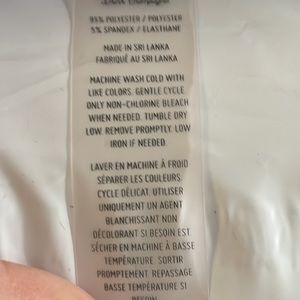 95% POLYESTER / POLYESTER
5% SPANDEX / ELASTHANE
MADE IN SRI LANKA
FABRIQUÉ AU SRI LANKA
MACHINE WASH COLD WITH
LIKE COLORS. GENTLE CYCLE
ONLY NON-CHLORINE BLEACH
WHEN NEEDED. TUMBLE DRY
LOW. REMOVE PROMPTLY. LOW
IRON IF NEEDED.
LAVER EN MACHINE À FROID
SÉPARER LES COULEURS.
CYCLE DÉLICAT. UTILISER
UNIQUEMENT UN AGENT
BLANCHISSANT NON
DÉCOLORANT SI BESOIN EST.
SÉCHER EN MACHINE À BASSE
TEMPÉRATURE. SORTIR
PROMPTEMENT. REPASSAGE
BASSE TEMPÉRATURE SI
BESOIN